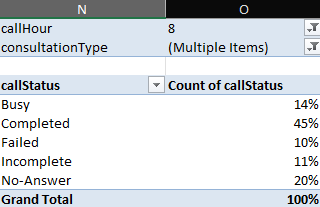 N O
callHour 8
consultationType (Multiple Items)
callStatus Count of callStatus
Busy 14%
Completed 45%
Failed 10%
Incomplete 11%
No-Answer 20%
Grand Total 100%